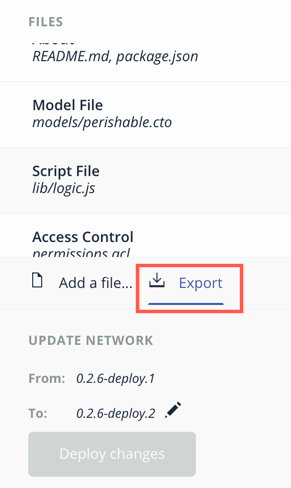 FILES
About
README.md, package.json
Model File
models/perishable.cto
Script File
lib/logic.js
Access Control
permissions.acl
Add a file...
Export
UPDATE NETWORK
From: 0.2.6-deploy.1
To: 0.2.6-deploy.2
Deploy changes